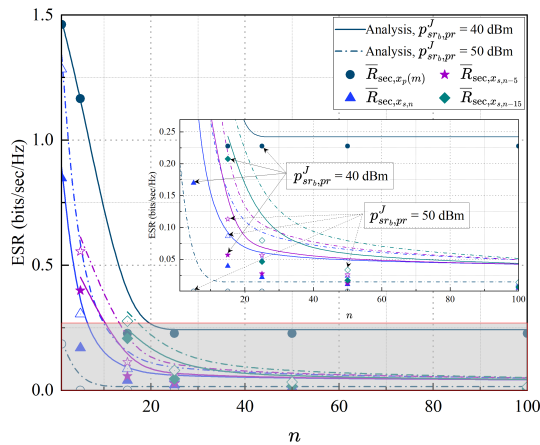 Analysis, p^J_{sr_b,pr} = 40 dBm
Analysis, p^J_{sr_b,pr} = 50 dBm
R̅_{sec,x_p(m)} R̅_{sec,x_{s,n-5}}
R̅_{sec,x_{s,n}} R̅_{sec,x_{s,n-15}}
1.5
1.0
0.5
0.0
ESR (bits/sec/Hz)
20 40 60 80 100
n
0.25
0.20
0.15
0.10
0.05
ESR (bits/sec/Hz)
p^J_{sr_b,pr} = 40 dBm
p^J_{sr_b,pr} = 50 dBm
20 40 60 80 100
n